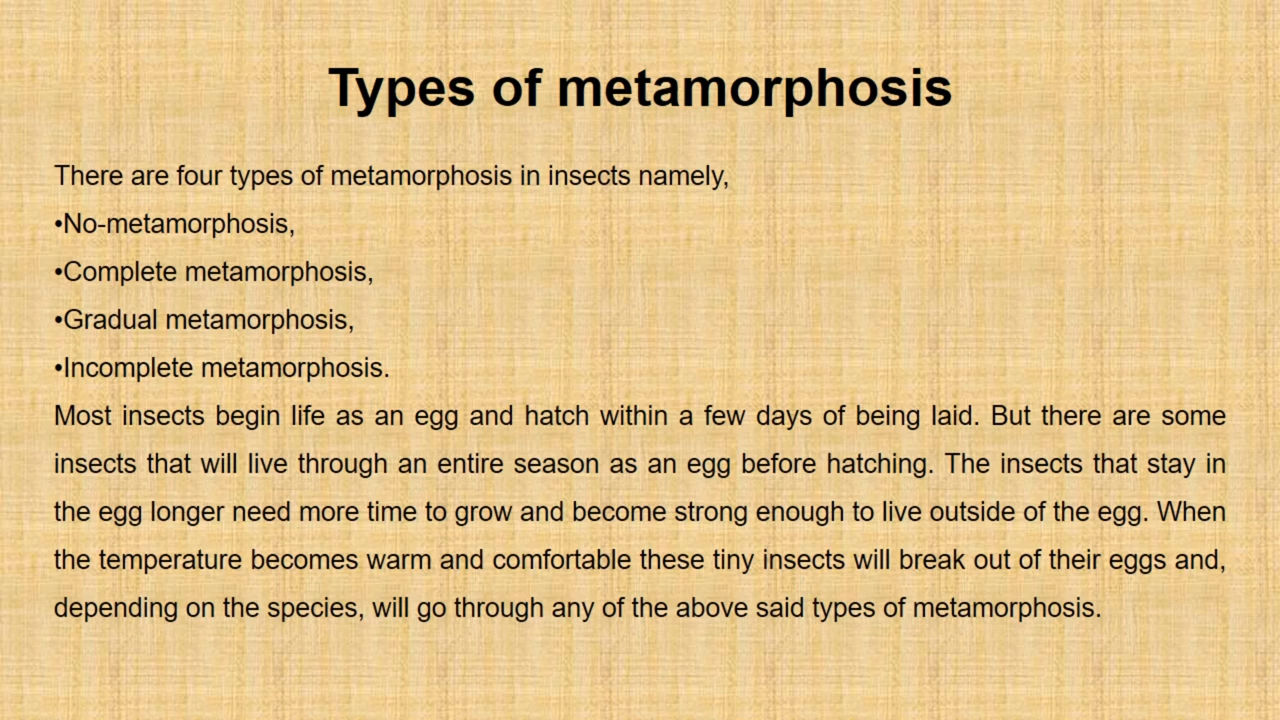 Types of metamorphosis
There are four types of metamorphosis in insects namely,
•No-metamorphosis,
•Complete metamorphosis,
•Gradual metamorphosis,
•Incomplete metamorphosis.
Most insects begin life as an egg and hatch within a few days of being laid. But there are some
insects that will live through an entire season as an egg before hatching. The insects that stay in
the egg longer need more time to grow and become strong enough to live outside of the egg. When
the temperature becomes warm and comfortable these tiny insects will break out of their eggs and,
depending on the species, will go through any of the above said types of metamorphosis.